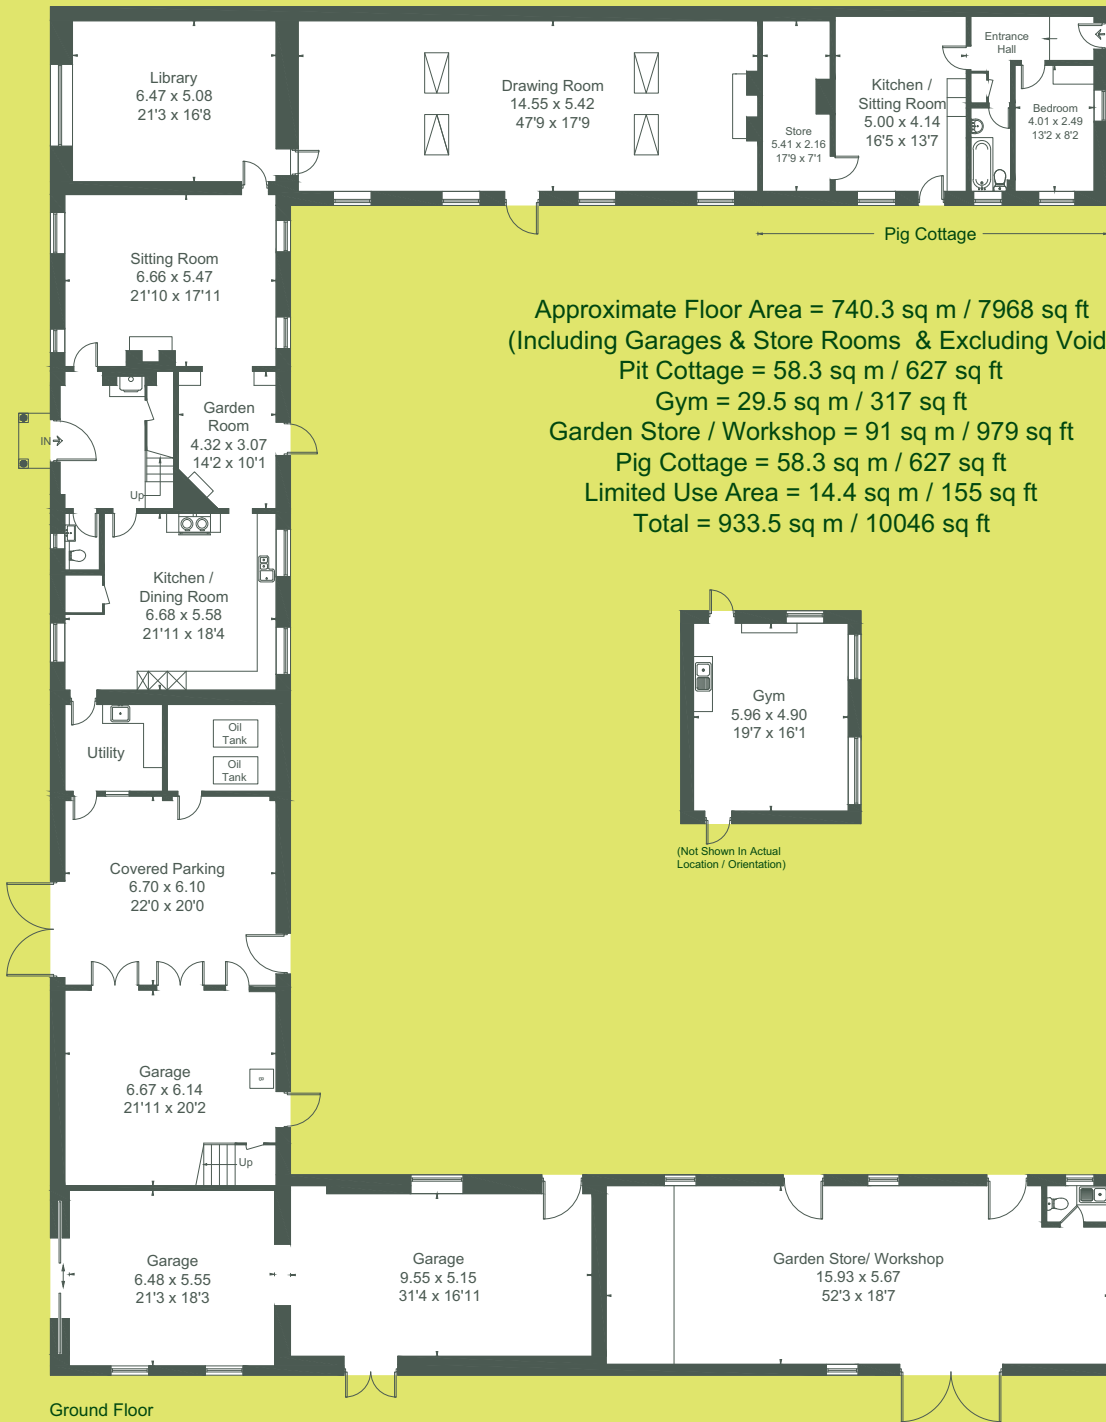 Library
6.47 x 5.08
21'3 x 16'8
Drawing Room
14.55 x 5.42
47'9 x 17'9
Store
5.41 x 2.16
17'9 x 7'1
Kitchen /
Sitting Room
5.00 x 4.14
16'5 x 13'7
Entrance
Hall
Bedroom
4.01 x 2.49
13'2 x 8'2
Pig Cottage
Sitting Room
6.66 x 5.47
21'10 x 17'11
Approximate Floor Area = 740.3 sq m / 7968 sq ft
(Including Garages & Store Rooms & Excluding Void
Pit Cottage = 58.3 sq m / 627 sq ft
Gym = 29.5 sq m / 317 sq ft
Garden Store / Workshop = 91 sq m / 979 sq ft
Pig Cottage = 58.3 sq m / 627 sq ft
Limited Use Area = 14.4 sq m / 155 sq ft
Total = 933.5 sq m / 10046 sq ft
Garden
Room
4.32 x 3.07
14'2 x 10'1
IN
Up
Kitchen /
Dining Room
6.68 x 5.58
21'11 x 18'4
Gym
5.96 x 4.90
19'7 x 16'1
(Not Shown In Actual
Location / Orientation)
Utility
Oil
Tank
Oil
Tank
Covered Parking
6.70 x 6.10
22'0 x 20'0
Garage
6.67 x 6.14
21'11 x 20'2
Up
Garage
6.48 x 5.55
21'3 x 18'3
Garage
9.55 x 5.15
31'4 x 16'11
Garden Store/ Workshop
15.93 x 5.67
52'3 x 18'7
Ground Floor